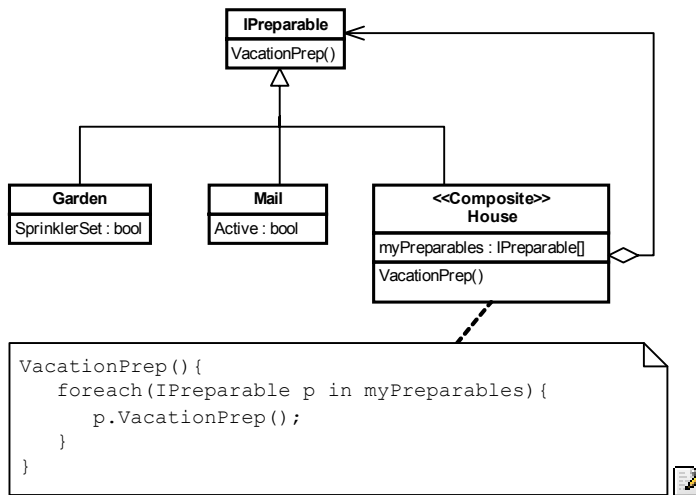 IPreparable
VacationPrep()
Garden
SprinklerSet : bool
Mail
Active : bool
<<Composite>>
House
myPreparables : IPreparable[]
VacationPrep()
VacationPrep(){
foreach(IPreparable p in myPreparables){
p.VacationPrep();
}
}